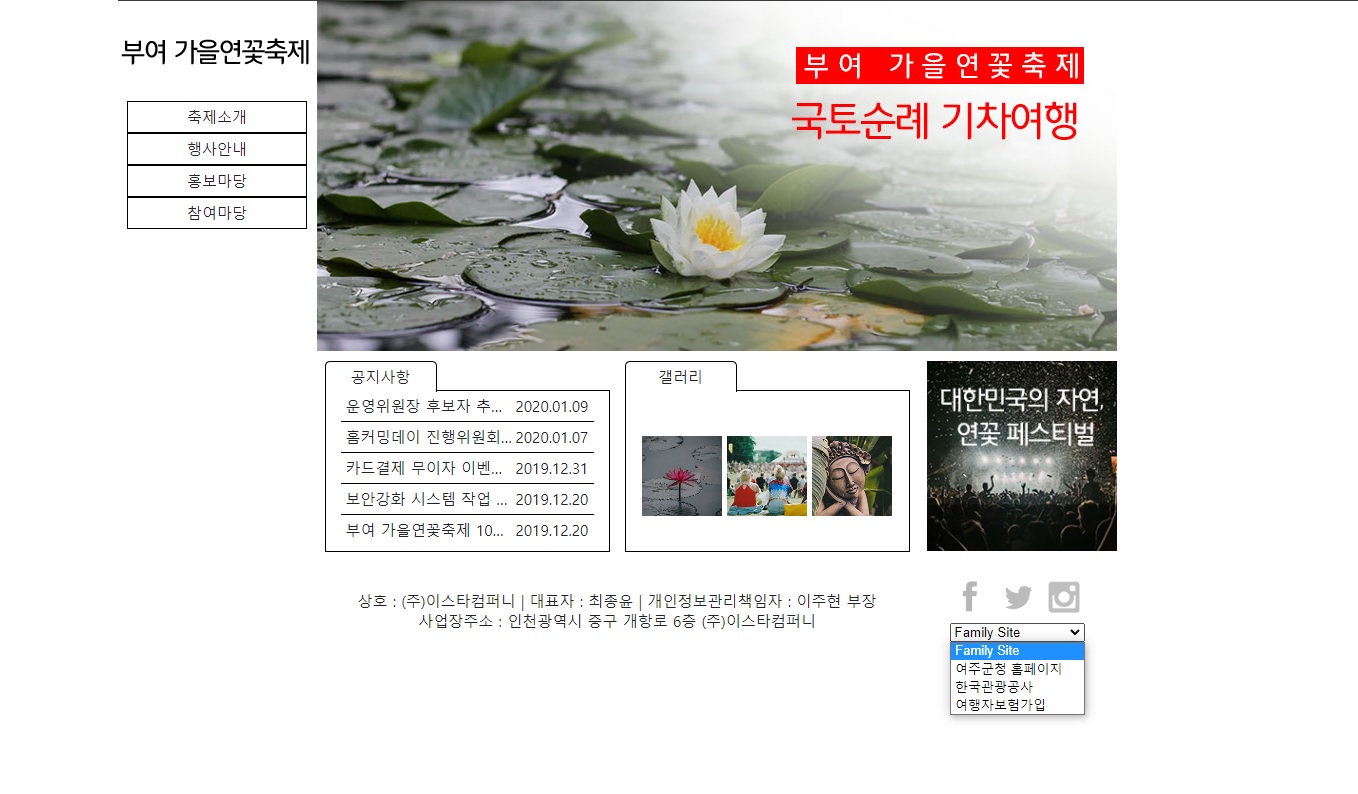 부여 가을연꽃축제
축제소개
행사안내
홍보마당
참여마당
부여 가을연꽃축제
국토순례 기차여행
공지사항
운영위원장 후보자 추... 2020.01.09
홈커밍데이 진행위원회... 2020.01.07
카드결제 무이자 이벤... 2019.12.31
보안강화 시스템 작업 ... 2019.12.20
부여 가을연꽃축제 10... 2019.12.20
갤러리
대한민국의 자연,
연꽃 페스티벌
상호 : (주)이스타컴퍼니 | 대표자 : 최종윤 | 개인정보관리책임자 : 이주현 부장
사업장주소 : 인천광역시 중구 개항로 6층 (주)이스타컴퍼니
Family Site
Family Site
여주군청 홈페이지
한국관광공사
여행자보험가입